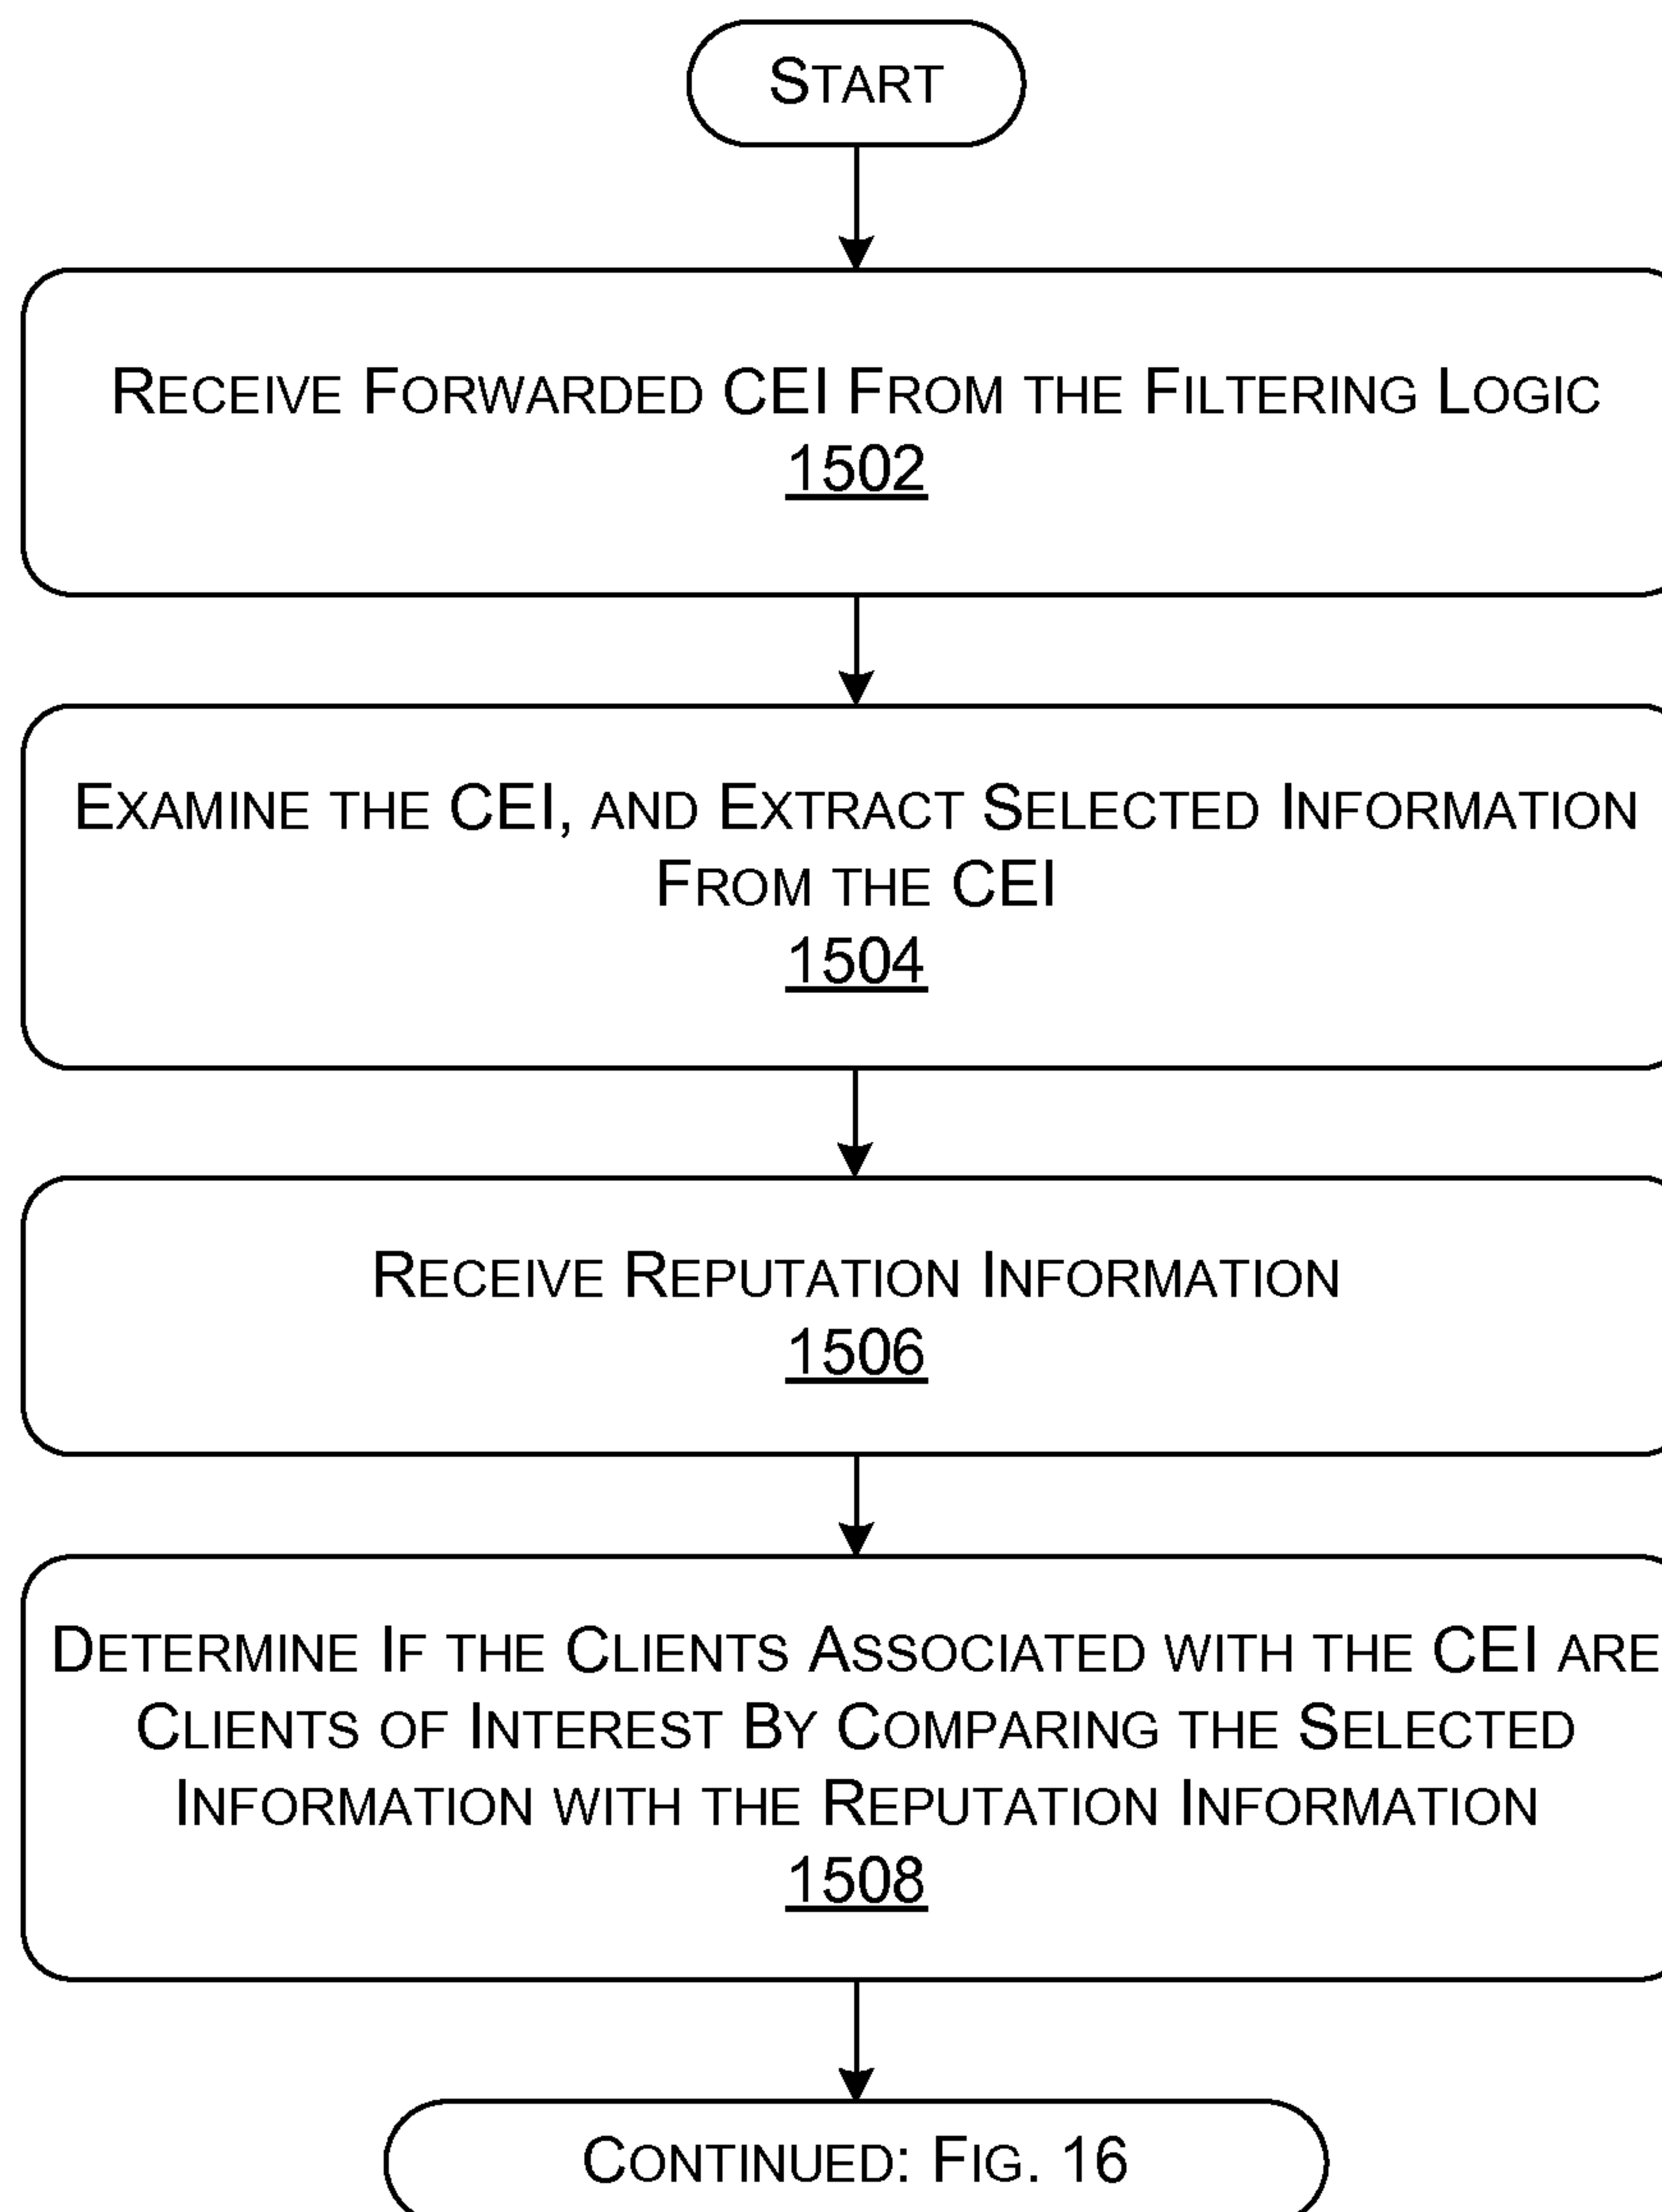 START
RECEIVE FORWARDED CEI FROM THE FILTERING LOGIC
1502
EXAMINE THE CEI, AND EXTRACT SELECTED INFORMATION
FROM THE CEI
1504
RECEIVE REPUTATION INFORMATION
1506
DETERMINE IF THE CLIENTS ASSOCIATED WITH THE CEI ARE
CLIENTS OF INTEREST BY COMPARING THE SELECTED
INFORMATION WITH THE REPUTATION INFORMATION
1508
CONTINUED: FIG. 16